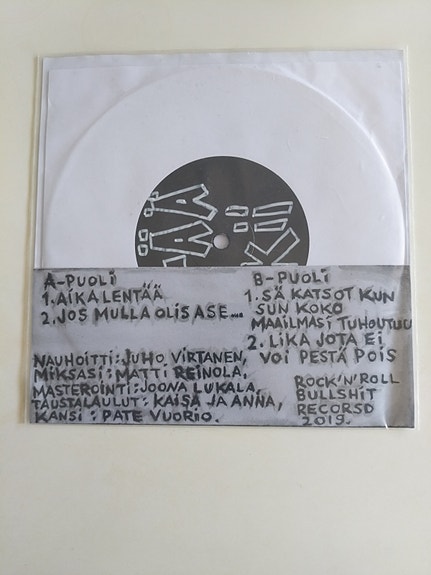 A-PUOLI
1. AIKA LENTÄÄ
2. JOS MULLA OLIS ASE....
B-PUOLI
1. SÄ KATSOT KUN
SUN KOKO
MAAILMASI TUHOUTUU
2. LIKA JOTA EI
VOI PESTÄ POIS
NAUHOITTI: JUHO VIRTANEN,
MIKSASI: MATTI REINOLA,
MASTEROINTI: JOONA LUKALA,
TAUSTALAULUT: KAISA JA ANNA,
KANSI: PATE VUORIO.
ROCK'N'ROLL
BULLSHIT
RECORSD
2019.